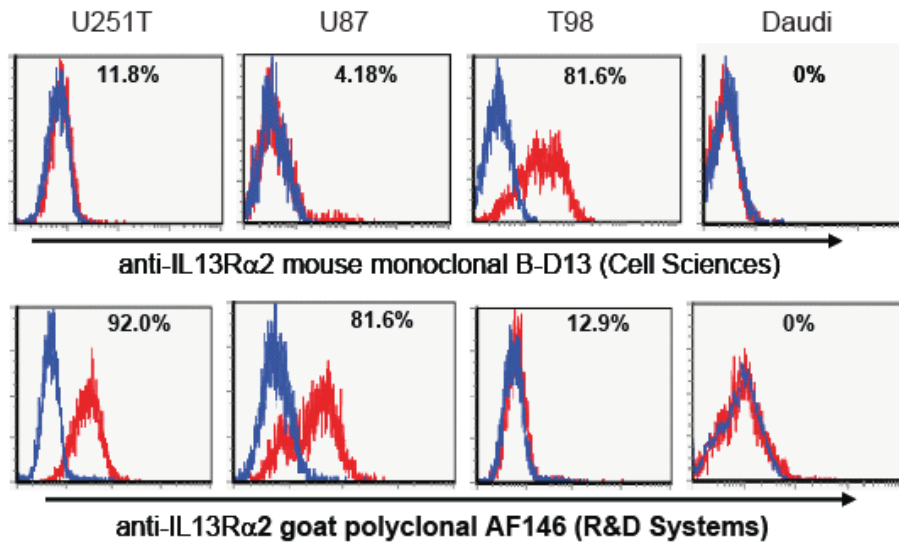 U251T U87 T98 Daudi
11.8% 4.18% 81.6% 0%
anti-IL13Rα2 mouse monoclonal B-D13 (Cell Sciences)
92.0% 81.6% 12.9% 0%
anti-IL13Rα2 goat polyclonal AF146 (R&D Systems)